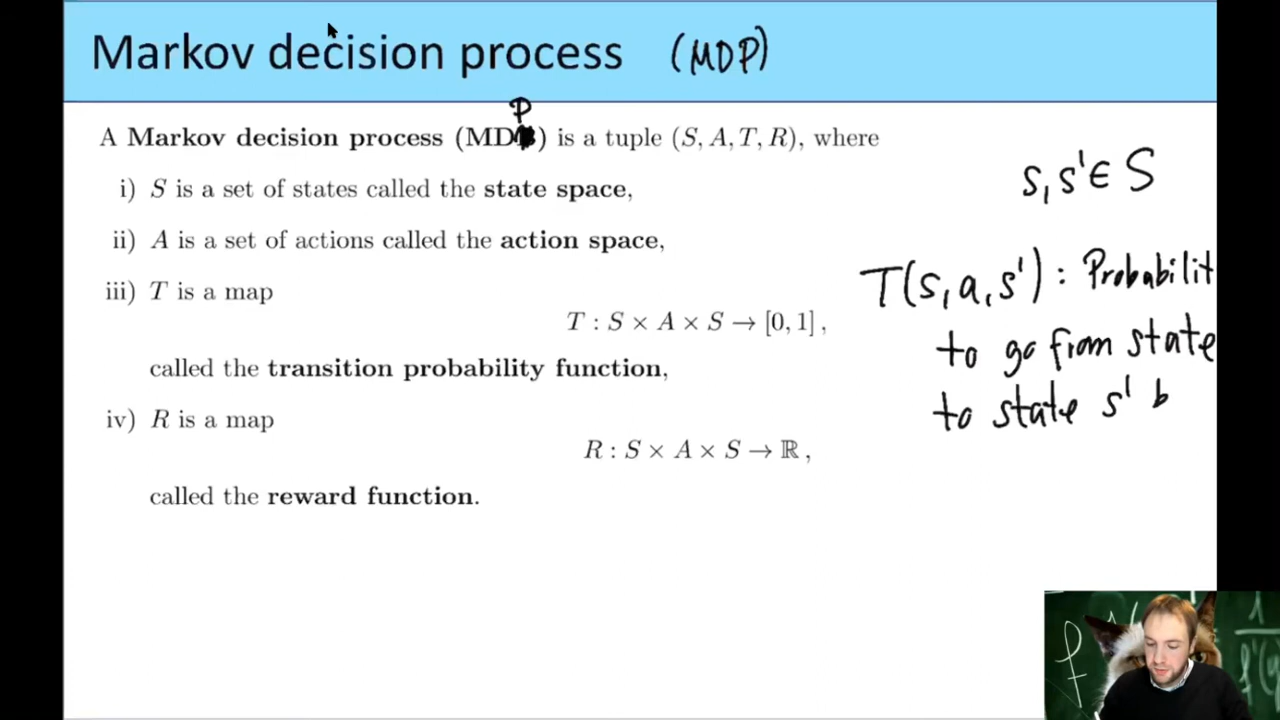 Markov decision process (MDP)
P
A Markov decision process (MD) is a tuple (S, A, T, R), where
i) S is a set of states called the state space,
ii) A is a set of actions called the action space,
iii) T is a map
T : S × A × S → [0, 1] ,
called the transition probability function,
iv) R is a map
R : S × A × S → ℝ ,
called the reward function.
s, s' ∈ S
T(s, a, s') : Probabilit
to go from state
to state s' b